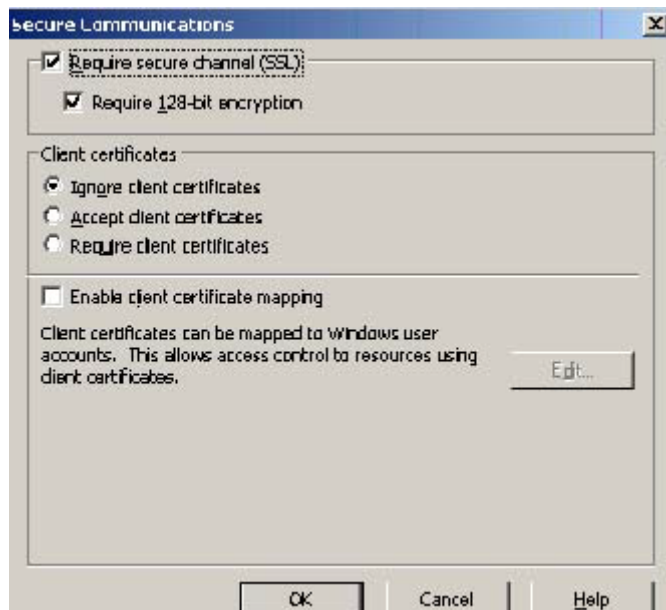 Secure Communications
Require secure channel (SSL)
Require 128-bit encryption
Client certificates
Ignore client certificates
Accept client certificates
Require client certificates
Enable client certificate mapping
Client certificates can be mapped to Windows user
accounts. This allows access control to resources using
client certificates.
Edit...
OK
Cancel
Help